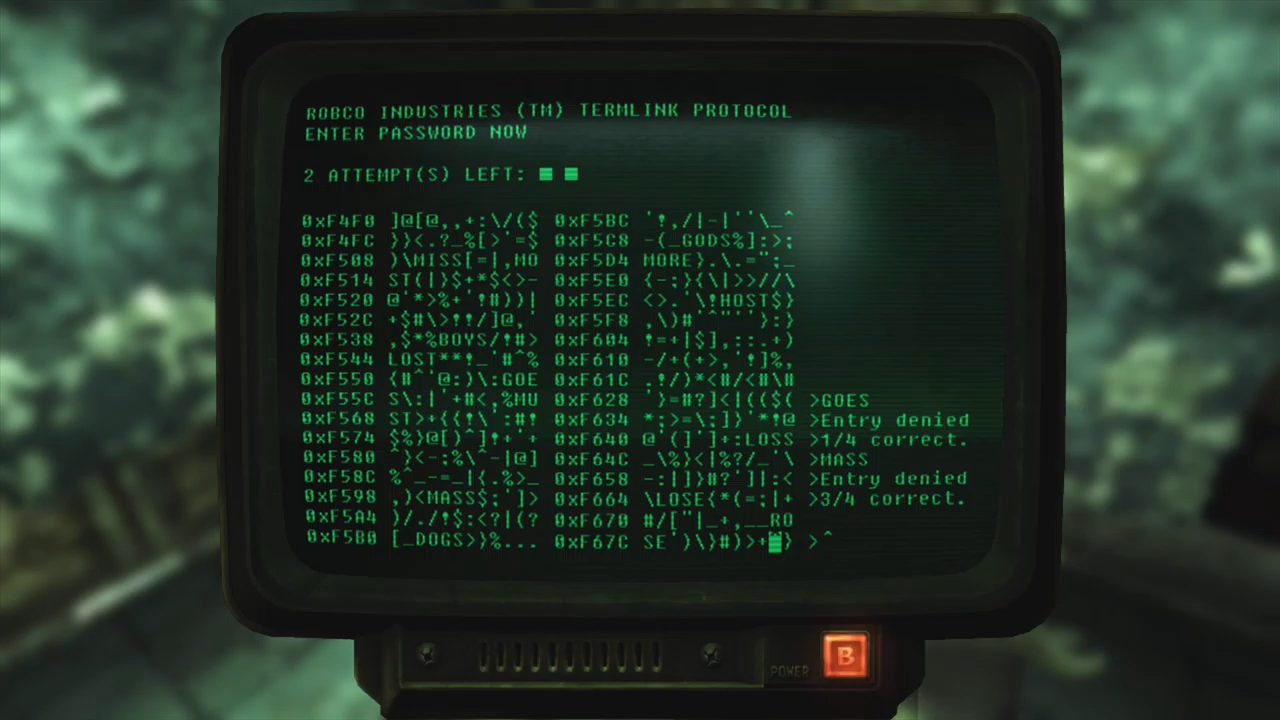 ROBCO INDUSTRIES (TM) TERMLINK PROTOCOL
ENTER PASSWORD NOW
2 ATTEMPT(S) LEFT:
0xF4F0 ]@[@,,+:\/($ 0xF5BC '!,/|-|''\_^
0xF4FC }}<.?_%[>'=$ 0xF5C8 -(_GODS%]:>;
0xF508 )\MISS[=|,MO 0xF5D4 MORE}.\.=";_
0xF514 ST(|}$+*$<>- 0xF5E0 {-;}{\|>>//\
0xF520 @'*>%+'!#))| 0xF5EC <>.'\!HOST$}
0xF52C +$#\>!!/]@,' 0xF5F8 ,\)#'^"''}:}
0xF538 ,$*%BOYS/!#> 0xF604 !=+|$],::.+)
0xF544 LOST**!_'#^% 0xF610 -/+(+>,'!]%,
0xF550 {#^'@:)\:GOE 0xF61C .!/)*<#/<#\#
0xF55C S\:|'+#<,%MU 0xF628 '}=#?]<|(($( >GOES
0xF568 ST>+{{!\':#! 0xF634 *;>=\;]}'*!@ >Entry denied
0xF574 $%}@[)^]!+'+ 0xF640 @'(]']+:LOSS >1/4 correct.
0xF580 ^}<-;%\^-|@] 0xF64C _\%}<|%?/_'\ >MASS
0xF58C %^_-=_|{.%>_ 0xF658 -:|]}#?']|:< >Entry denied
0xF598 ,)<MASS$;']> 0xF664 \LOSE{*(=;|+ >3/4 correct.
0xF5A4 )/./!$:<?|(? 0xF670 #/["|_+,__RO
0xF5B0 [_DOGS>}%... 0xF67C SE')\}#)>+ } >^
POWER
B